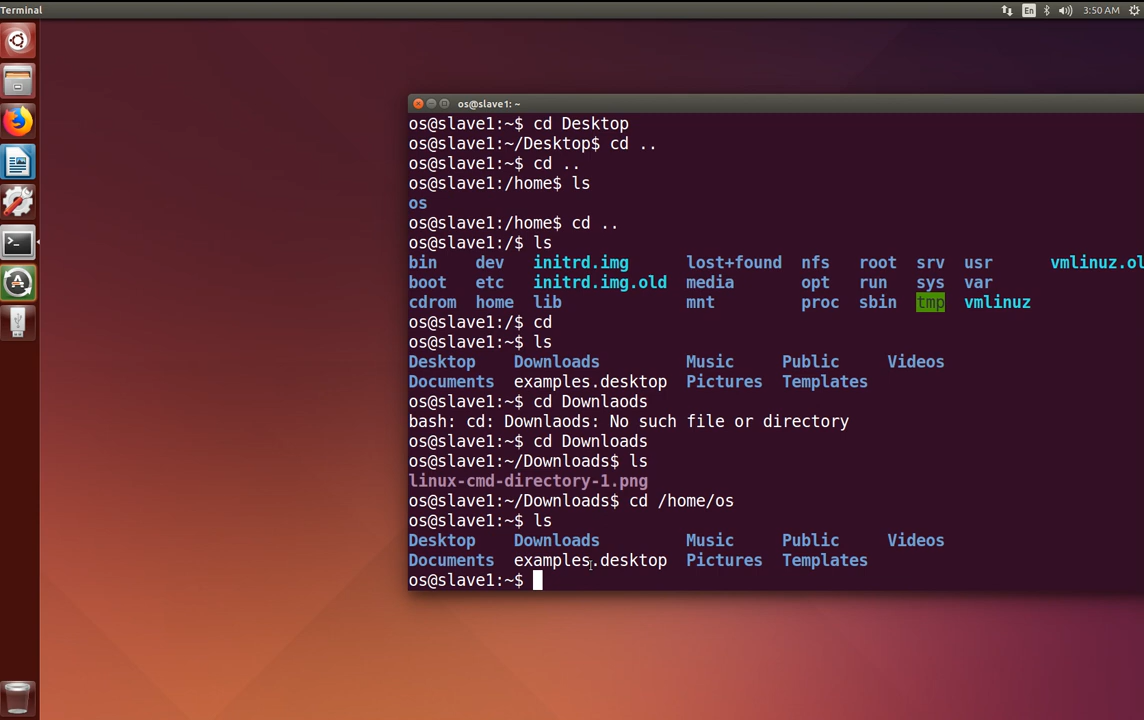 Terminal
En
3:50 AM
os@slave1: ~
os@slave1:~$ cd Desktop
os@slave1:~/Desktop$ cd ..
os@slave1:~$ cd ..
os@slave1:/home$ ls
os
os@slave1:/home$ cd ..
os@slave1:/$ ls
bin dev initrd.img lost+found nfs root srv usr vmlinuz.ol
boot etc initrd.img.old media opt run sys var
cdrom home lib mnt proc sbin tmp vmlinuz
os@slave1:/$ cd
os@slave1:~$ ls
Desktop Downloads Music Public Videos
Documents examples.desktop Pictures Templates
os@slave1:~$ cd Downlaods
bash: cd: Downlaods: No such file or directory
os@slave1:~$ cd Downloads
os@slave1:~/Downloads$ ls
linux-cmd-directory-1.png
os@slave1:~/Downloads$ cd /home/os
os@slave1:~$ ls
Desktop Downloads Music Public Videos
Documents examples.desktop Pictures Templates
os@slave1:~$